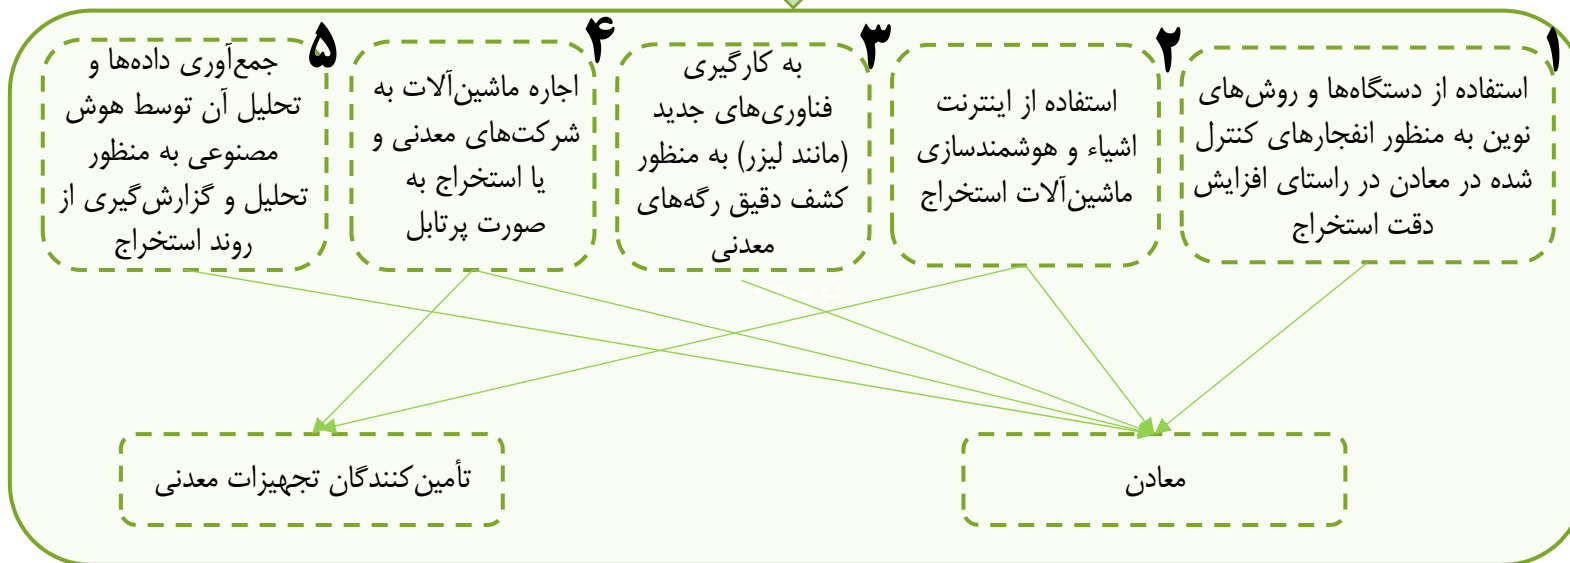 ۱
استفاده از دستگاه‌ها و روش‌های
نوین به منظور انفجارهای کنترل
شده در معادن در راستای افزایش
دقت استخراج
۲
استفاده از اینترنت
اشیاء و هوشمندسازی
ماشین‌آلات استخراج
۳
به کارگیری
فناوری‌های جدید
(مانند لیزر) به منظور
کشف دقیق رگه‌های
معدنی
۴
اجاره ماشین‌آلات به
شرکت‌های معدنی و
یا استخراج به
صورت پرتابل
۵
جمع‌آوری داده‌ها و
تحلیل آن توسط هوش
مصنوعی به منظور
تحلیل و گزارش‌گیری از
روند استخراج
معادن
تأمین‌کنندگان تجهیزات معدنی